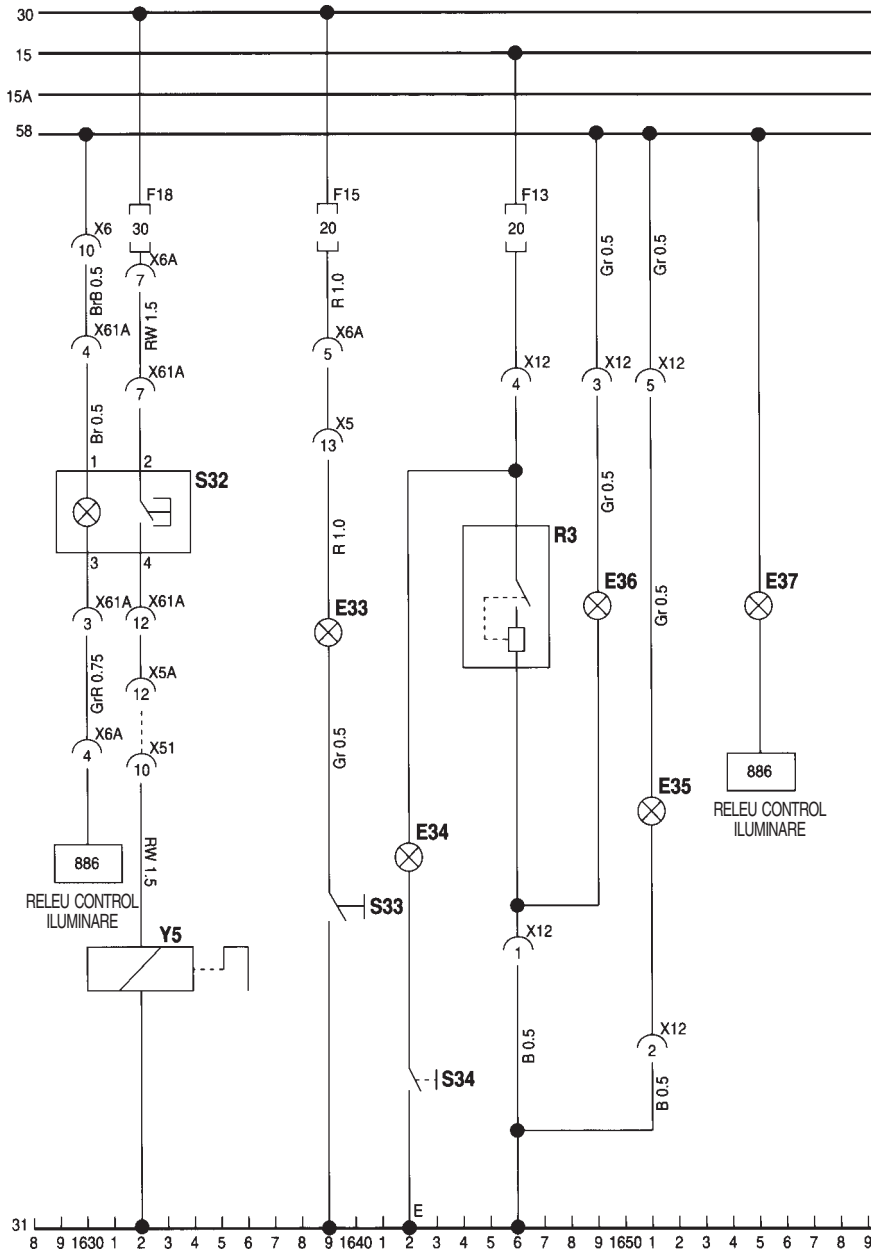 30
15
15A
58
F18
F15
F13
30
20
20
X6
10
X6A
7
BrB 0.5
RW 1.5
R 1.0
Gr 0.5
Gr 0.5
X61A
4
X61A
7
X6A
5
X12
4
X12
3
X12
5
X5
13
Br 0.5
1
2
S32
3
4
R 1.0
Gr 0.5
R3
E36
Gr 0.5
E37
E33
X61A
3
X61A
12
GrR 0.75
X5A
12
X6A
4
X51
10
Gr 0.5
886
RELEU CONTROL
ILUMINARE
E35
E34
886
RELEU CONTROL
ILUMINARE
RW 1.5
S33
Y5
X12
1
X12
2
B 0.5
B 0.5
S34
E
31
8 9 1630 1 2 3 4 5 6 7 8 9 1640 1 2 3 4 5 6 7 8 9 1650 1 2 3 4 5 6 7 8 9